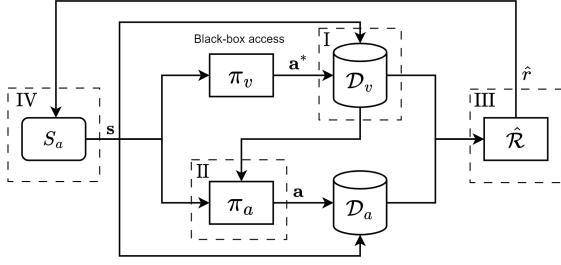 Black-box access
I
IV
π_v
a*
𝒟_v
r̂
III
S_a
s
ℛ̂
II
π_a
a
𝒟_a